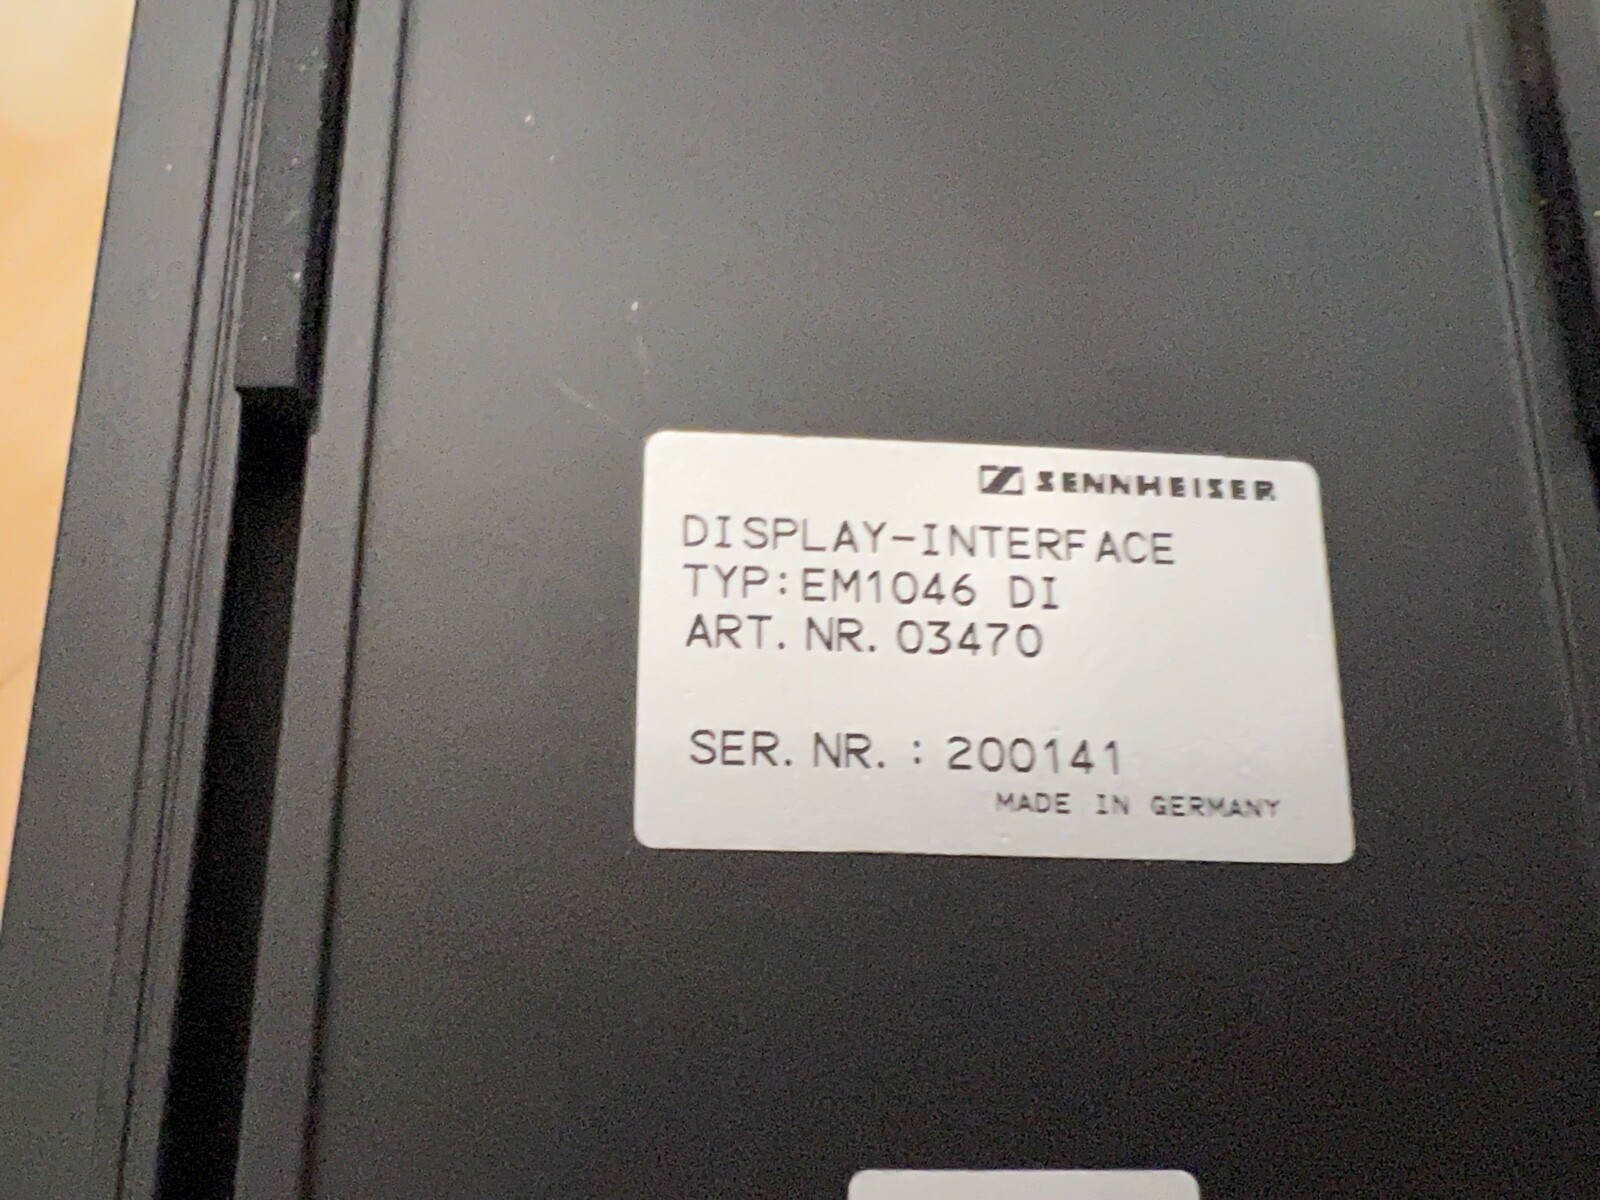 SENNHEISER
DISPLAY-INTERFACE
TYP:EM1046 DI
ART. NR. 03470
SER. NR. : 200141
MADE IN GERMANY